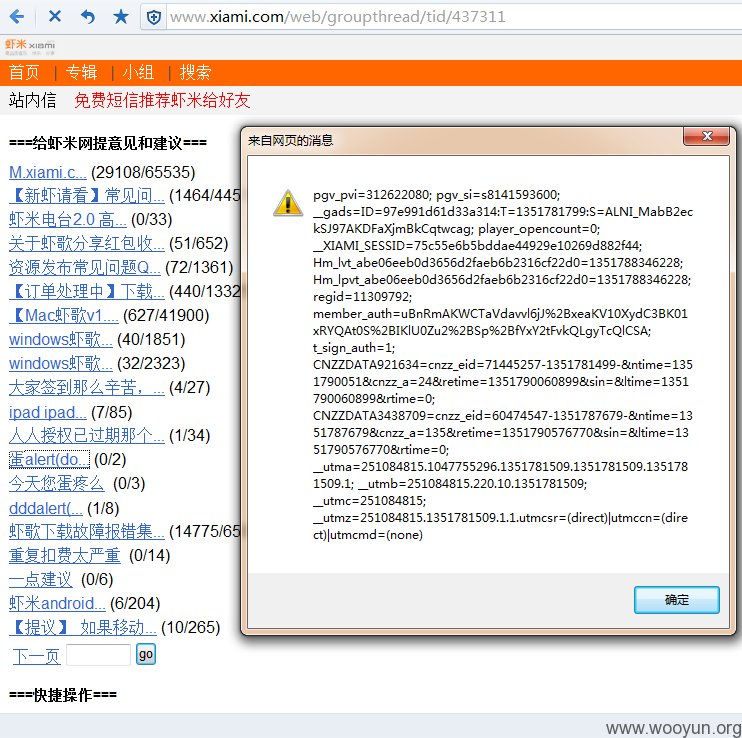 www.xiami.com/web/groupthread/tid/437311
虾米 xiami
首页 | 专辑 | 小组 | 搜索
站内信 免费短信推荐虾米给好友
===给虾米网提意见和建议===
M.xiami.c... (29108/65535)
【新虾请看】常见问... (1464/445
虾米电台2.0 高... (0/33)
关于虾歌分享红包收... (51/652)
资源发布常见问题Q... (72/1361)
【订单处理中】下载... (440/1332
【Mac虾歌v1.... (627/41900)
windows虾歌... (40/1851)
windows虾歌... (32/2323)
大家签到那么辛苦，... (4/27)
ipad ipad... (7/85)
人人授权已过期那个... (1/34)
蛋alert(do... (0/2)
今天您蛋疼么 (0/3)
dddalert(... (1/8)
虾歌下载故障报错集... (14775/65
重复扣费太严重 (0/14)
一点建议 (0/6)
虾米android... (6/204)
【提议】 如果移动... (10/265)
下一页 go
===快捷操作===
来自网页的消息
pgv_pvi=312622080; pgv_si=s8141593600;
__gads=ID=97e991d61d33a314:T=1351781799:S=ALNI_MabB2ec
kSJ97AKDFaXjmBkCqtwcag; player_opencount=0;
__XIAMI_SESSID=75c55e6b5bddae44929e10269d882f44;
Hm_lvt_abe06eeb0d3656d2faeb6b2316cf22d0=1351788346228;
Hm_lpvt_abe06eeb0d3656d2faeb6b2316cf22d0=1351788346228;
regid=11309792;
member_auth=uBnRmAKWCTaVdavvl6jJ%2BxeaKV10XydC3BK01
xRYQAt0S%2BIKlU0Zu2%2BSp%2BfYxY2tFvkQLgyTcQlCSA;
t_sign_auth=1;
CNZZDATA921634=cnzz_eid=71445257-1351781499-&ntime=135
1790051&cnzz_a=24&retime=1351790060899&sin=&ltime=1351
790060899&rtime=0;
CNZZDATA3438709=cnzz_eid=60474547-1351787679-&ntime=13
51787679&cnzz_a=135&retime=1351790576770&sin=&ltime=135
1790576770&rtime=0;
__utma=251084815.1047755296.1351781509.1351781509.135178
1509.1; __utmb=251084815.220.10.1351781509;
__utmc=251084815;
__utmz=251084815.1351781509.1.1.utmcsr=(direct)|utmccn=(dire
ct)|utmcmd=(none)
确定
www.wooyun.org